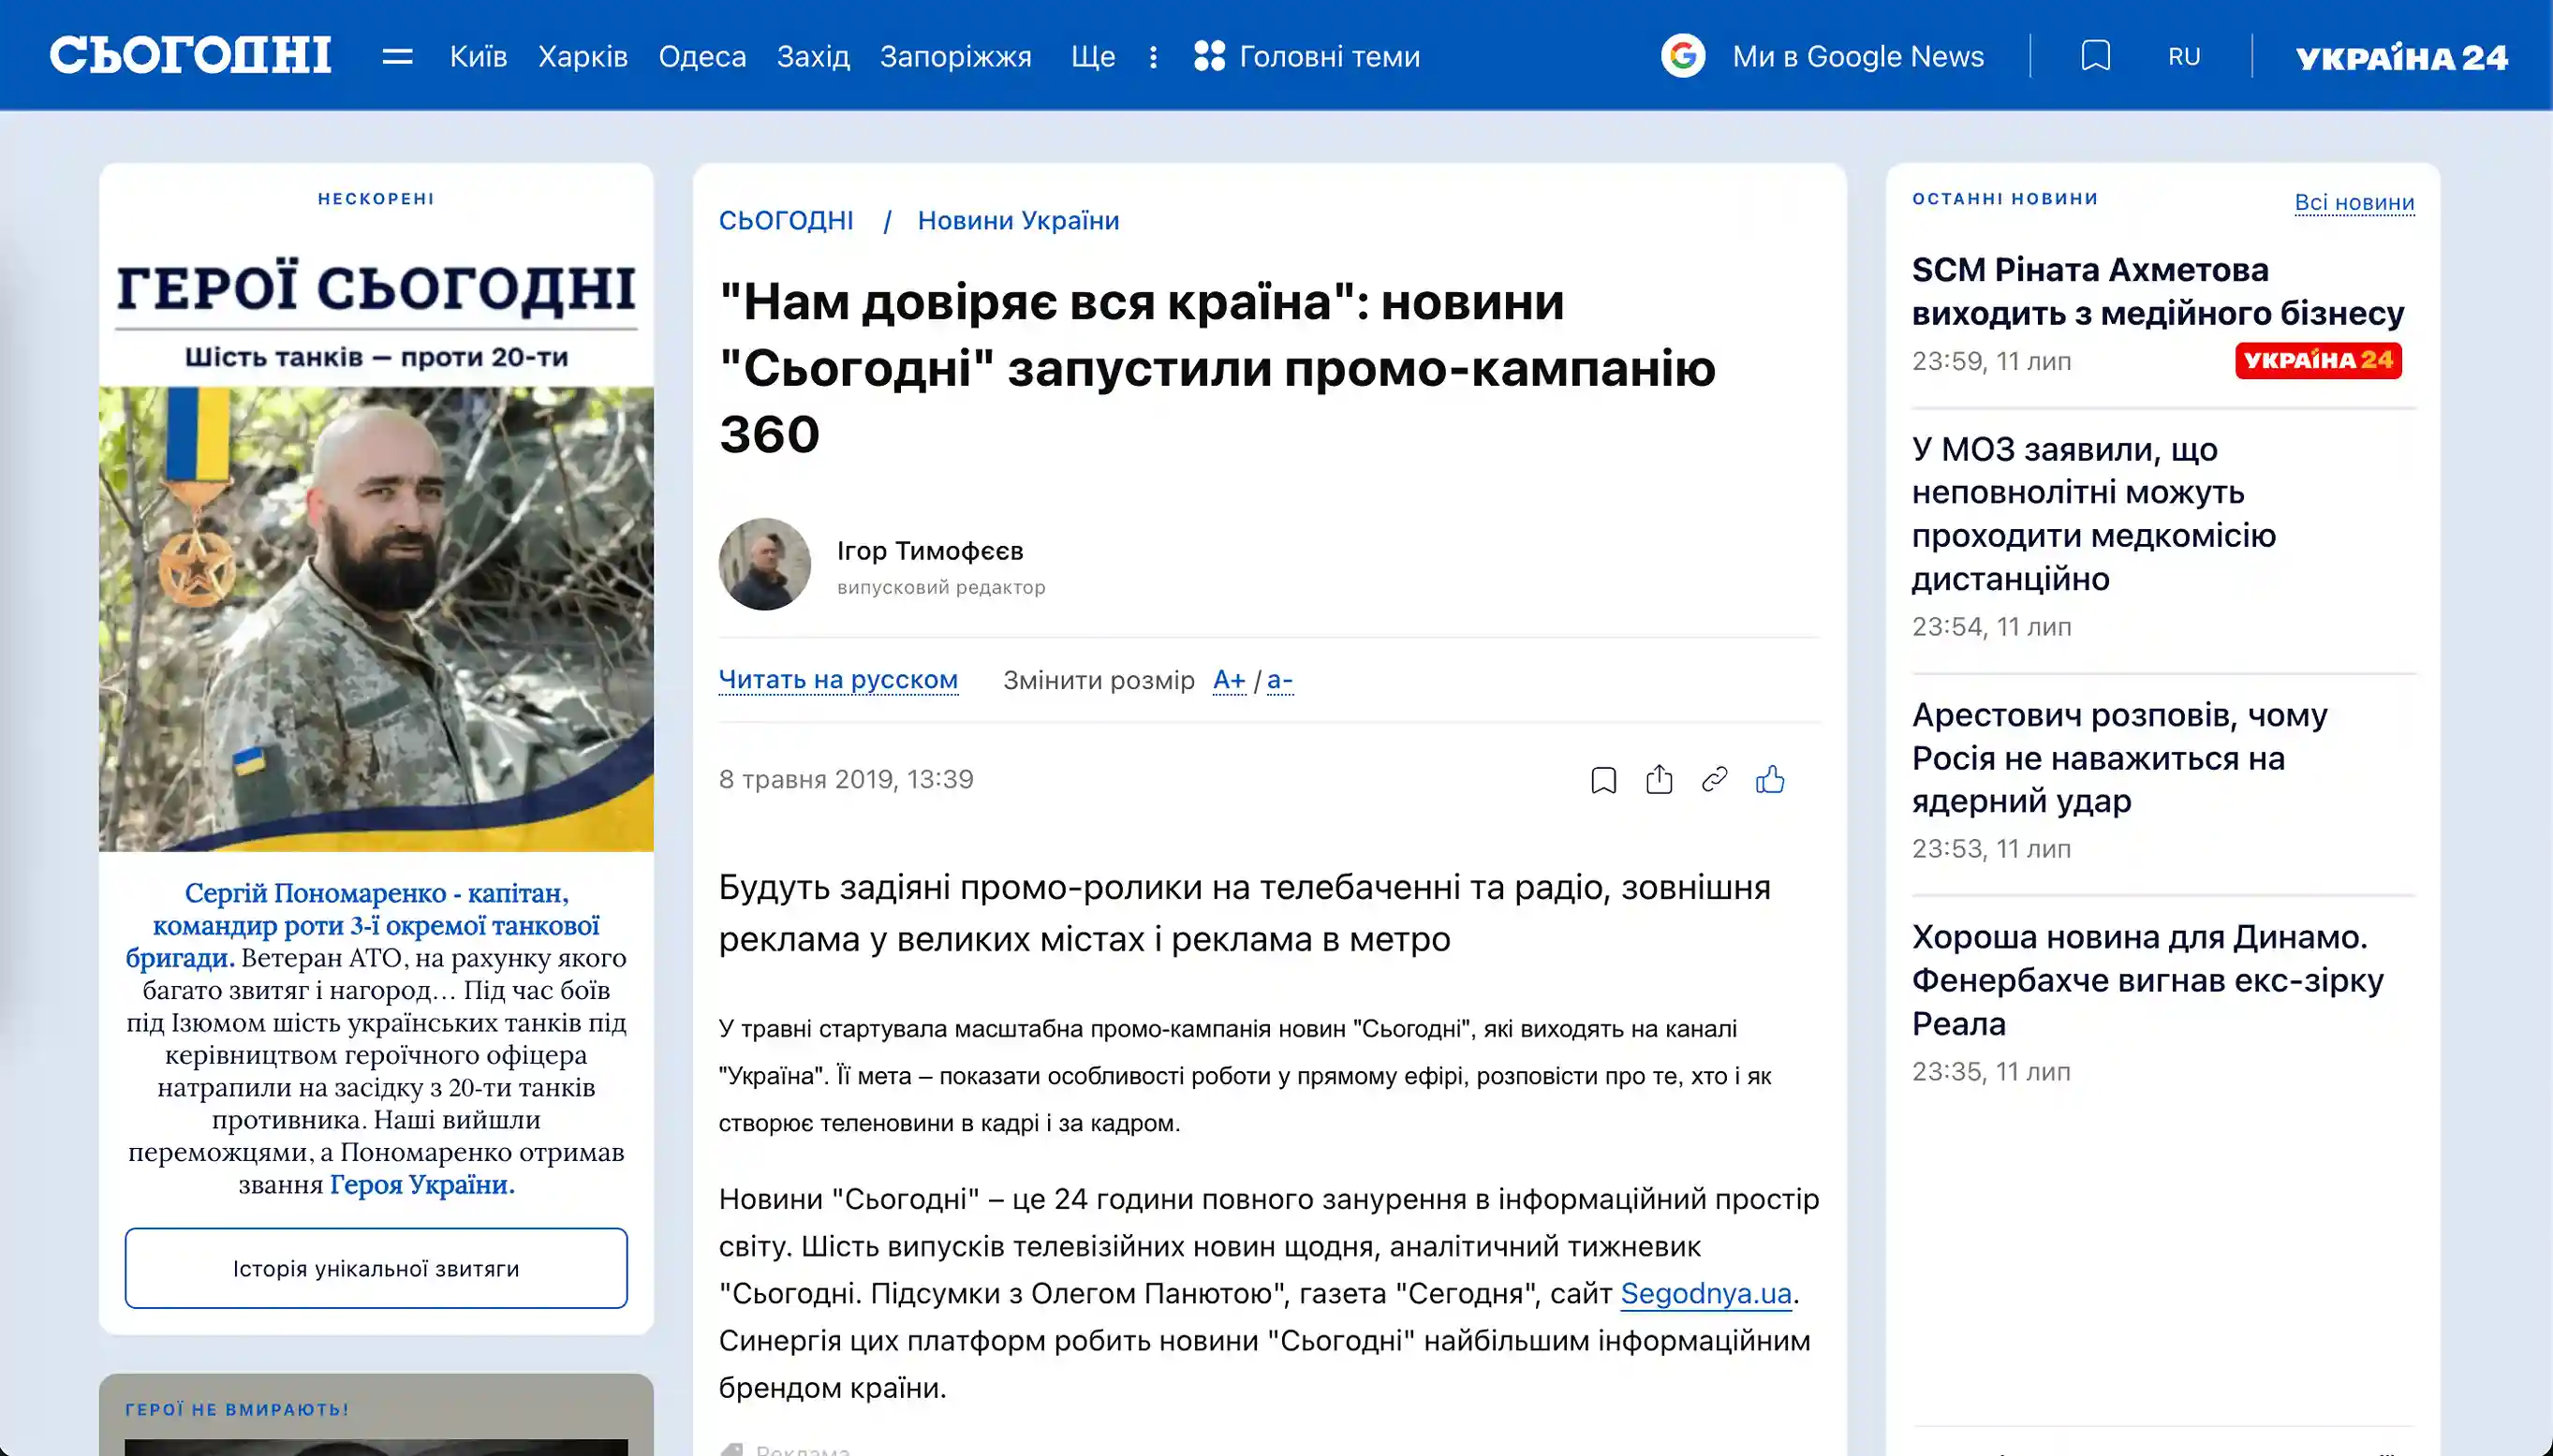 СЬОГОДНІ
Київ
Харків
Одеса
Захід
Запоріжжя
Ще
Головні теми
Ми в Google News
RU
УКРАЇНА 24
НЕСКОРЕНІ
ГЕРОЇ СЬОГОДНІ
Шість танків – проти 20-ти
Сергій Пономаренко - капітан,
командир роти 3-ї окремої танкової
бригади. Ветеран АТО, на рахунку якого
багато звитяг і нагород… Під час боїв
під Ізюмом шість українських танків під
керівництвом героїчного офіцера
натрапили на засідку з 20-ти танків
противника. Наші вийшли
переможцями, а Пономаренко отримав
звання Героя України.
Історія унікальної звитяги
ГЕРОЇ НЕ ВМИРАЮТЬ!
СЬОГОДНІ / Новини України
"Нам довіряє вся країна": новини
"Сьогодні" запустили промо-кампанію
360
Ігор Тимофєєв
випусковий редактор
Читать на русском
Змінити розмір А+ / а-
8 травня 2019, 13:39
Будуть задіяні промо-ролики на телебаченні та радіо, зовнішня
реклама у великих містах і реклама в метро
У травні стартувала масштабна промо-кампанія новин "Сьогодні", які виходять на каналі
"Україна". Її мета – показати особливості роботи у прямому ефірі, розповісти про те, хто і як
створює теленовини в кадрі і за кадром.
Новини "Сьогодні" – це 24 години повного занурення в інформаційний простір
світу. Шість випусків телевізійних новин щодня, аналітичний тижневик
"Сьогодні. Підсумки з Олегом Панютою", газета "Сегодня", сайт Segodnya.ua.
Синергія цих платформ робить новини "Сьогодні" найбільшим інформаційним
брендом країни.
Реклама
ОСТАННІ НОВИНИ
Всі новини
SCM Ріната Ахметова
виходить з медійного бізнесу
23:59, 11 лип
УКРАЇНА 24
У МОЗ заявили, що
неповнолітні можуть
проходити медкомісію
дистанційно
23:54, 11 лип
Арестович розповів, чому
Росія не наважиться на
ядерний удар
23:53, 11 лип
Хороша новина для Динамо.
Фенербахче вигнав екс-зірку
Реала
23:35, 11 лип